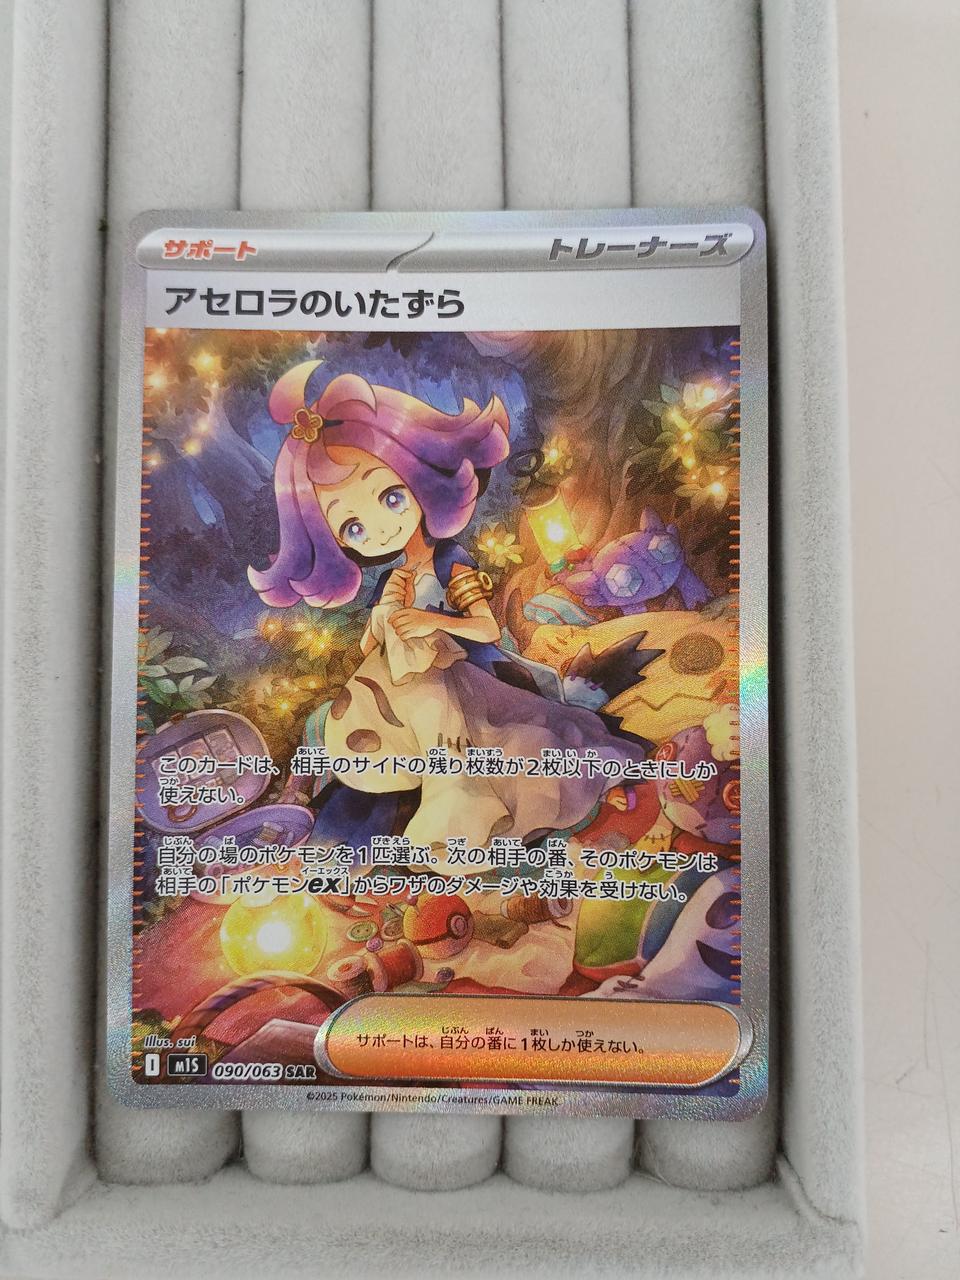 サポート
トレーナーズ
アセロラのいたずら
このカードは、相手のサイドの残り枚数が2枚以下のときにしか
使えない。
自分の場のポケモンを1匹選ぶ。次の相手の番、そのポケモンは
相手の「ポケモンex」からワザのダメージや効果を受けない。
サポートは、自分の番に1枚しか使えない。
Illus. sui
I m1S 090/063 SAR
©2025 Pokémon/Nintendo/Creatures/GAME FREAK